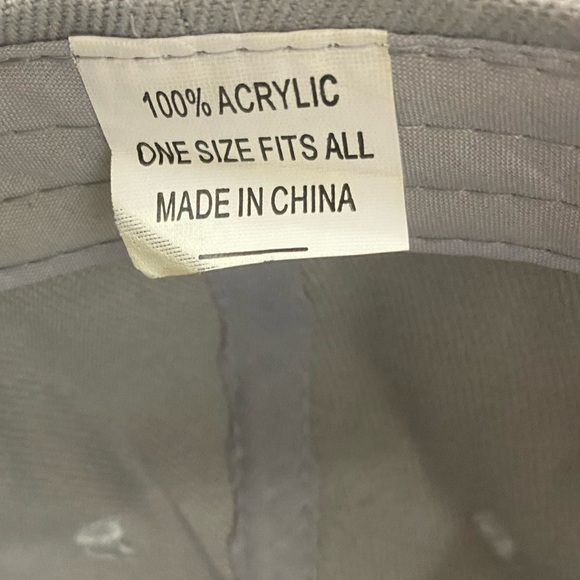 100% ACRYLIC
ONE SIZE FITS ALL
MADE IN CHINA